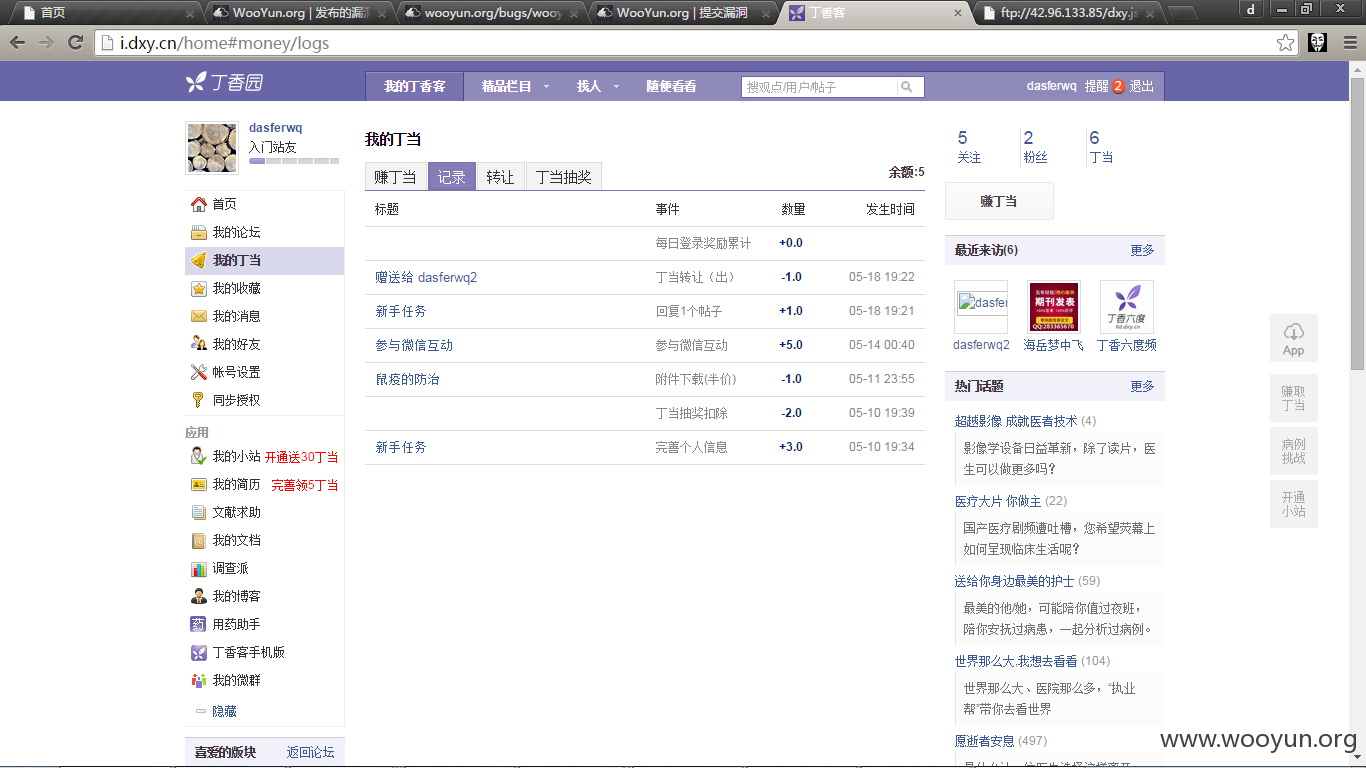 首页
WooYun.org | 发布的漏洞
wooyun.org/bugs/wooy
WooYun.org | 提交漏洞
丁香客
ftp://42.96.133.85/dxy.js
d
i.dxy.cn/home#money/logs
丁香园
我的丁香客 精品栏目 找人 随便看看
搜观点/用户/帖子
dasferwq 提醒 2 退出
dasferwq
入门站友
首页
我的论坛
我的丁当
我的收藏
我的消息
我的好友
帐号设置
同步授权
应用
我的小站 开通送30丁当
我的简历 完善领5丁当
文献求助
我的文档
调查派
我的博客
用药助手
丁香客手机版
我的微群
隐藏
喜爱的版块 返回论坛
我的丁当
赚丁当 记录 转让 丁当抽奖
余额:5
标题 事件 数量 发生时间
每日登录奖励累计 +0.0
赠送给 dasferwq2 丁当转让（出） -1.0 05-18 19:22
新手任务 回复1个帖子 +1.0 05-18 19:21
参与微信互动 参与微信互动 +5.0 05-14 00:40
鼠疫的防治 附件下载(半价) -1.0 05-11 23:55
丁当抽奖扣除 -2.0 05-10 19:39
新手任务 完善个人信息 +3.0 05-10 19:34
5 2 6
关注 粉丝 丁当
赚丁当
最近来访(6) 更多
dasfer
期刊发表
QQ:283365670
丁香六度
6d.dxy.cn
dasferwq2 海岳梦中飞 丁香六度频
热门话题 更多
超越影像 成就医者技术 (4)
影像学设备日益革新，除了读片，医
生可以做更多吗？
医疗大片 你做主 (22)
国产医疗剧频遭吐槽，您希望荧幕上
如何呈现临床生活呢？
送给你身边最美的护士 (59)
最美的他/她，可能陪你值过夜班，
陪你安抚过病患，一起分析过病例。
世界那么大,我想去看看 (104)
世界那么大、医院那么多，“执业
帮”带你去看世界
愿逝者安息 (497)
App
赚取
丁当
病例
挑战
开通
小站
www.wooyun.org